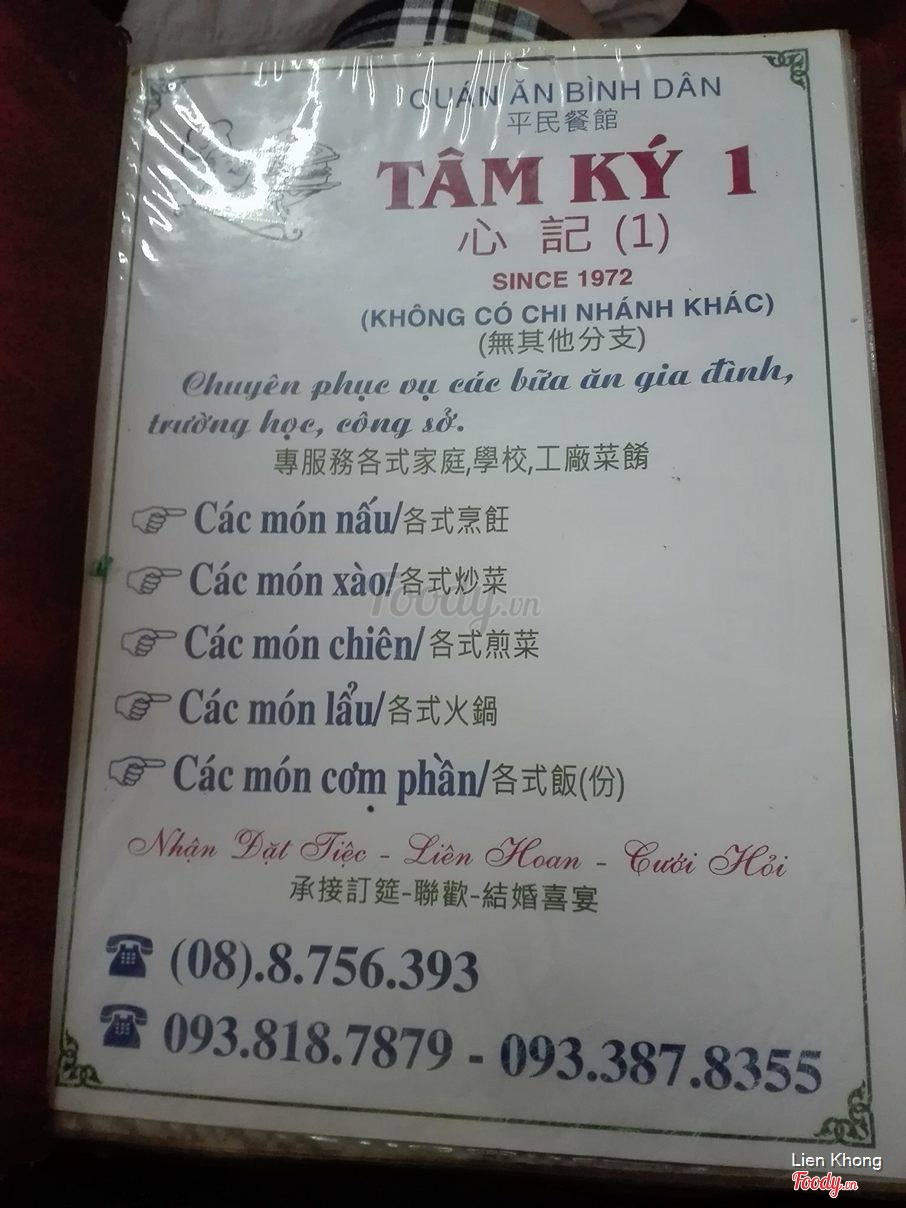 QUÁN ĂN BÌNH DÂN
平民餐館
TÂM KÝ 1
心 記 (1)
SINCE 1972
(KHÔNG CÓ CHI NHÁNH KHÁC)
(無其他分支)
Chuyên phục vụ các bữa ăn gia đình,
trường học, công sở.
專服務各式家庭,學校,工廠菜餚
Các món nấu/各式烹飪
Các món xào/各式炒菜
Foody.vn
Các món chiên/各式煎菜
Các món lẩu/各式火鍋
Các món cơm phần/各式飯(份)
Nhận Đặt Tiệc - Liên Hoan - Cưới Hỏi
承接訂筵-聯歡-結婚喜宴
(08).8.756.393
093.818.7879 - 093.387.8355
Lien Khong
Foody.vn